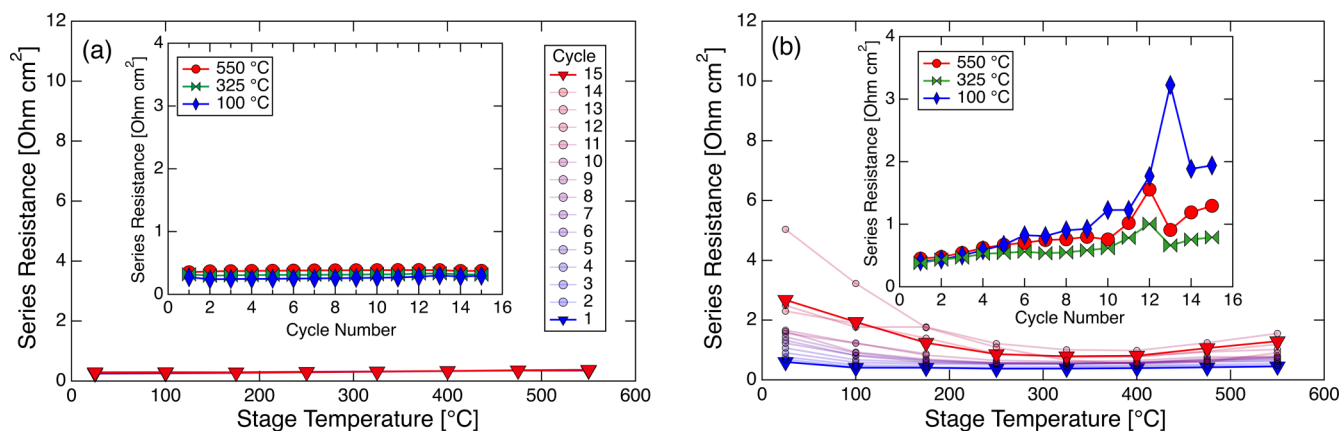 (a)
Series Resistance [Ohm cm²]
12
10
8
6
4
2
0
0 100 200 300 400 500 600
Stage Temperature [°C]
Series Resistance [Ohm cm²]
4
3
2
1
0
0 2 4 6 8 10 12 14 16
Cycle Number
550 °C
325 °C
100 °C
Cycle
15
14
13
12
11
10
9
8
7
6
5
4
3
2
1
(b)
Series Resistance [Ohm cm²]
12
10
8
6
4
2
0
0 100 200 300 400 500 600
Stage Temperature [°C]
Series Resistance [Ohm cm²]
4
3
2
1
0
0 2 4 6 8 10 12 14 16
Cycle Number
550 °C
325 °C
100 °C